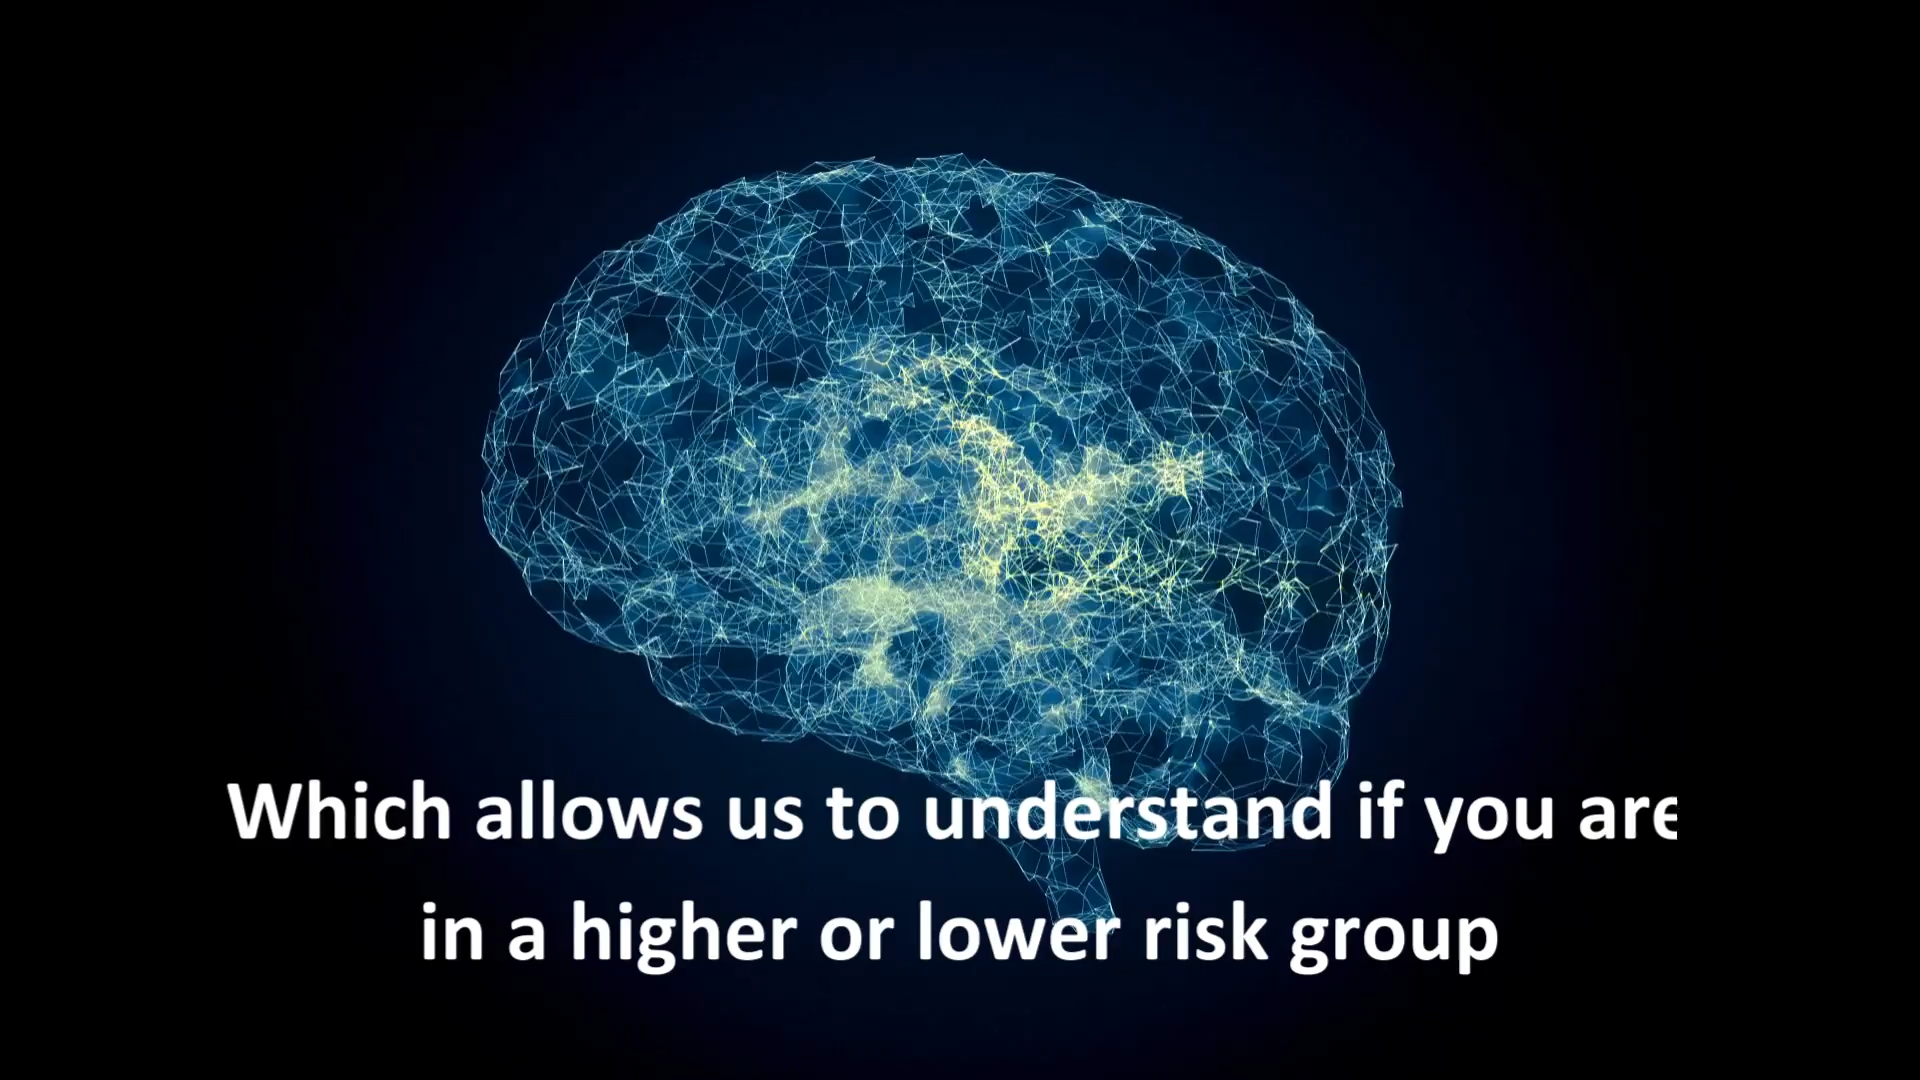 Which allows us to understand if you are
in a higher or lower risk group